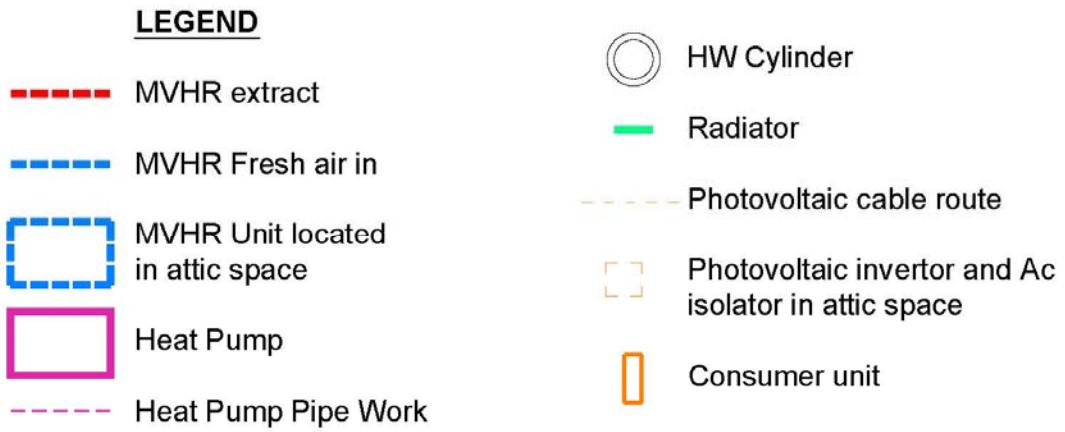 LEGEND
MVHR extract
MVHR Fresh air in
MVHR Unit located
in attic space
Heat Pump
Heat Pump Pipe Work
HW Cylinder
Radiator
Photovoltaic cable route
Photovoltaic invertor and Ac
isolator in attic space
Consumer unit